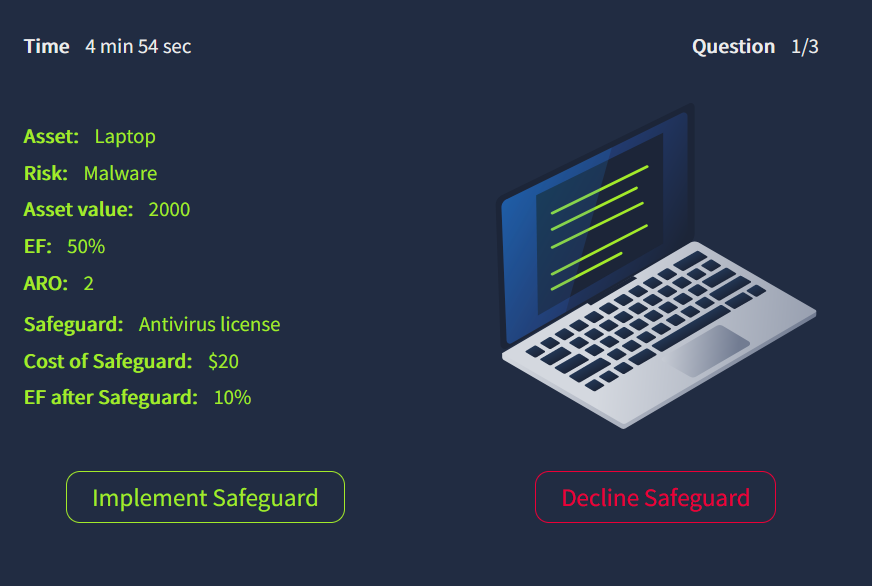 Time 4 min 54 sec
Question 1/3
Asset: Laptop
Risk: Malware
Asset value: 2000
EF: 50%
ARO: 2
Safeguard: Antivirus license
Cost of Safeguard: $20
EF after Safeguard: 10%
Implement Safeguard
Decline Safeguard